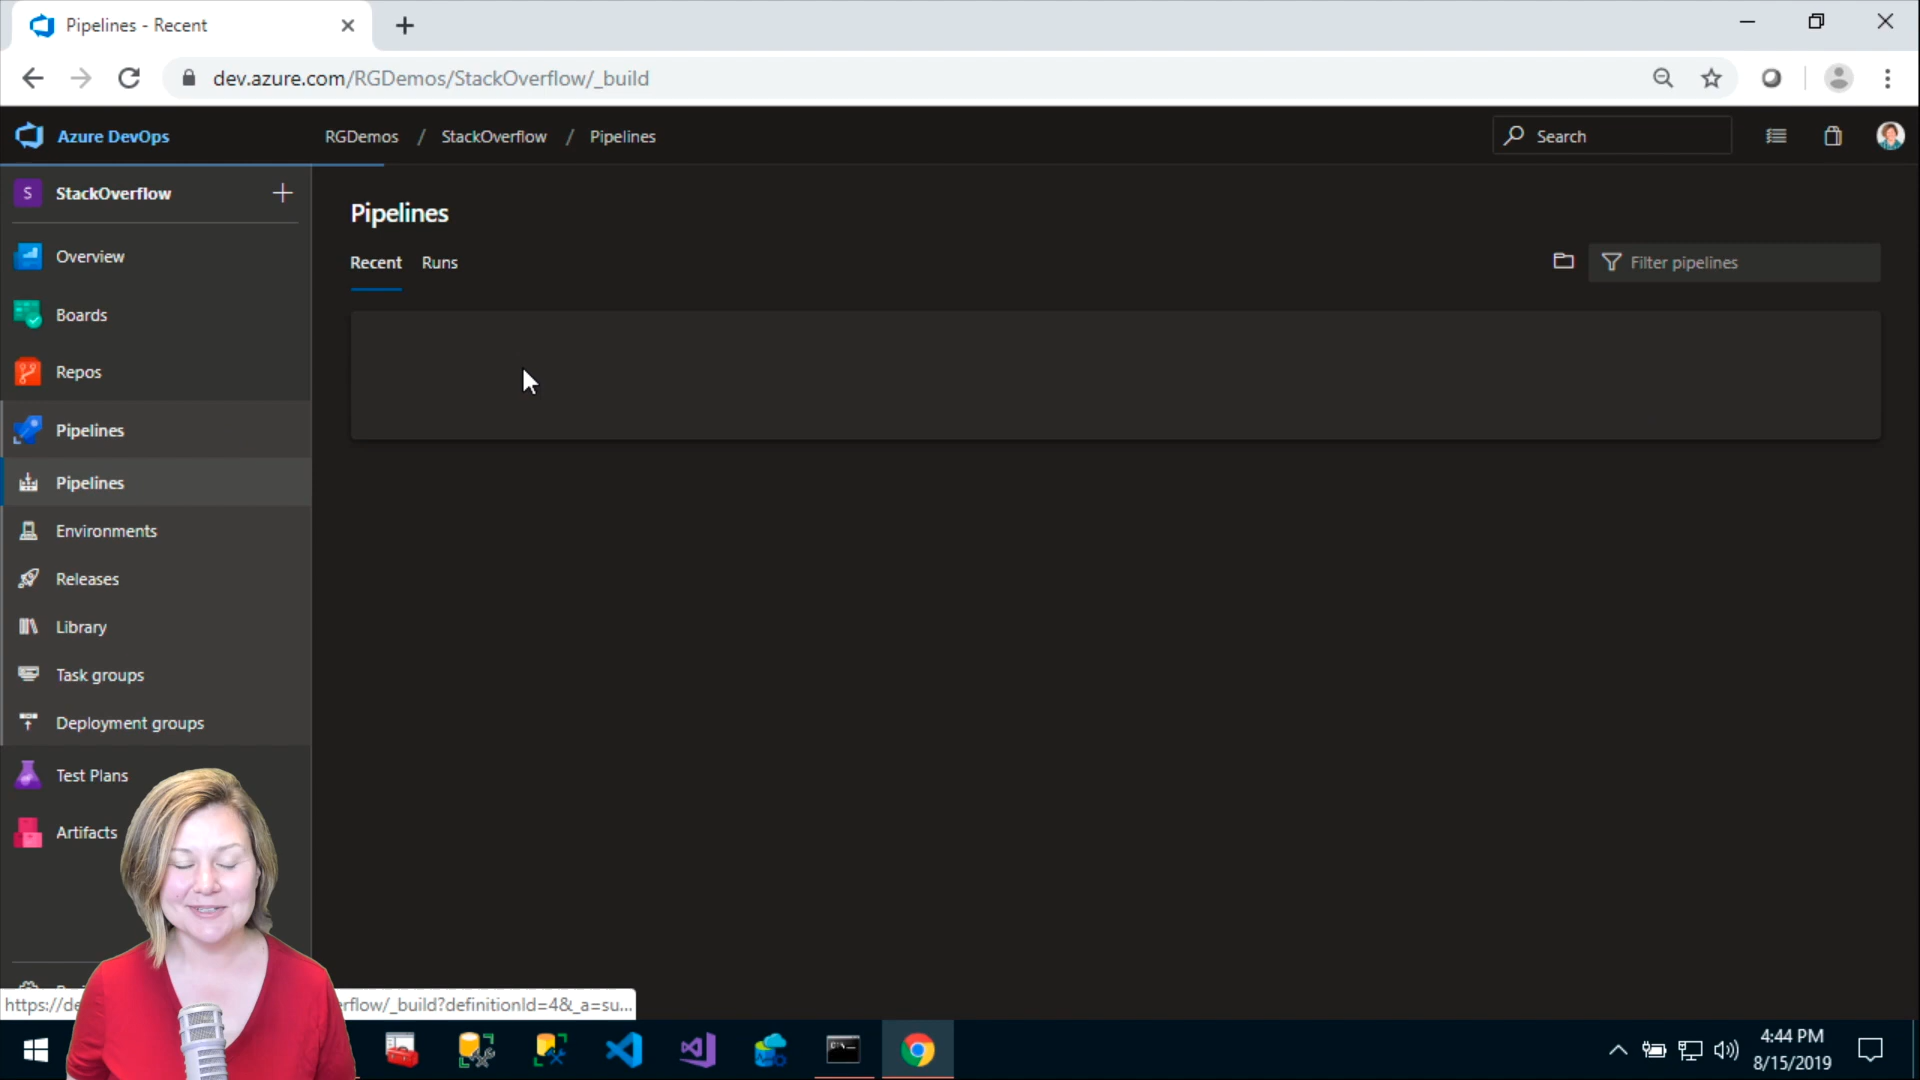 Pipelines - Recent
dev.azure.com/RGDemos/StackOverflow/_build
Azure DevOps
RGDemos / StackOverflow / Pipelines
Search
S
StackOverflow
Overview
Boards
Repos
Pipelines
Pipelines
Environments
Releases
Library
Task groups
Deployment groups
Test Plans
Artifacts
Pipelines
Recent
Runs
Filter pipelines
https://de
rflow/_build?definitionId=4&_a=su...
4:44 PM
8/15/2019